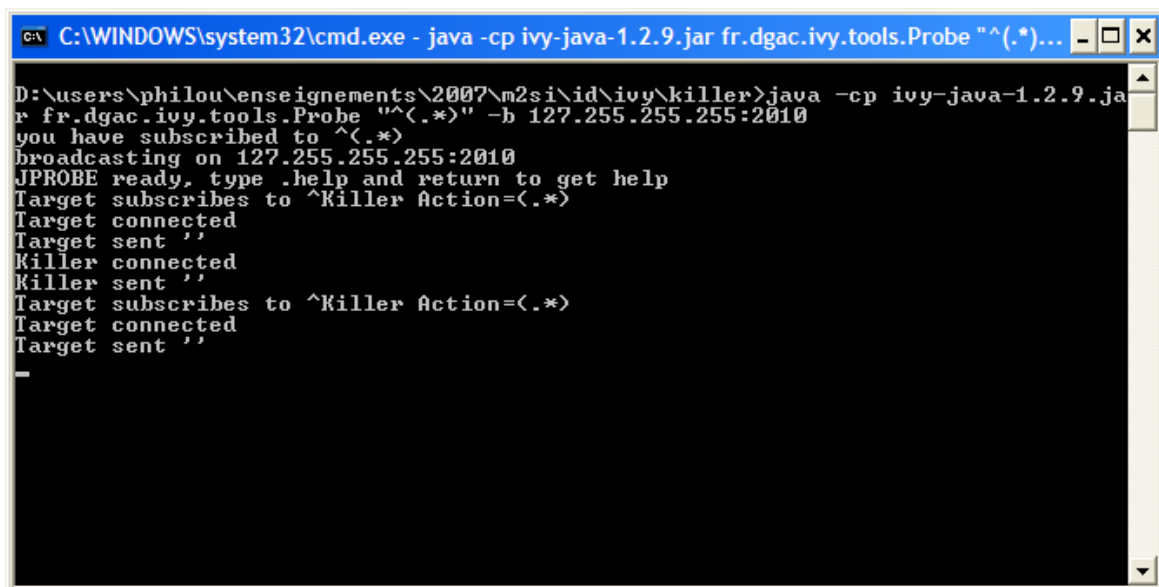 C:\WINDOWS\system32\cmd.exe - java -cp ivy-java-1.2.9.jar fr.dgac.ivy.tools.Probe "^(.*)...
D:\users\philou\enseignements\2007\m2si\id\ivy\killer>java -cp ivy-java-1.2.9.ja
r fr.dgac.ivy.tools.Probe "^(.*)" -b 127.255.255.255:2010
you have subscribed to ^(.*)
broadcasting on 127.255.255.255:2010
JPROBE ready, type .help and return to get help
Target subscribes to ^Killer Action=(.*)
Target connected
Target sent ''
Killer connected
Killer sent ''
Target subscribes to ^Killer Action=(.*)
Target connected
Target sent ''